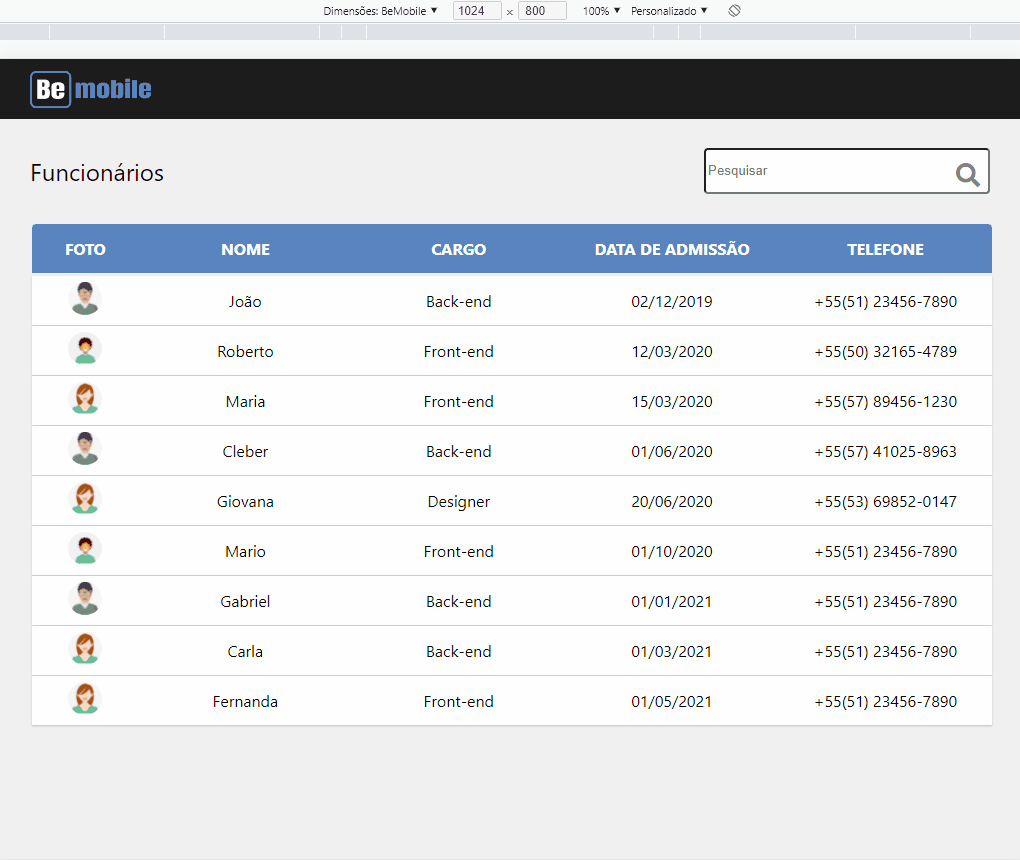 Dimensões: BeMobile ▼ 1024 × 800 100% ▼ Personalizado ▼
Be mobile
Funcionários
Pesquisar
FOTO NOME CARGO DATA DE ADMISSÃO TELEFONE
João Back-end 02/12/2019 +55(51) 23456-7890
Roberto Front-end 12/03/2020 +55(50) 32165-4789
Maria Front-end 15/03/2020 +55(57) 89456-1230
Cleber Back-end 01/06/2020 +55(57) 41025-8963
Giovana Designer 20/06/2020 +55(53) 69852-0147
Mario Front-end 01/10/2020 +55(51) 23456-7890
Gabriel Back-end 01/01/2021 +55(51) 23456-7890
Carla Back-end 01/03/2021 +55(51) 23456-7890
Fernanda Front-end 01/05/2021 +55(51) 23456-7890